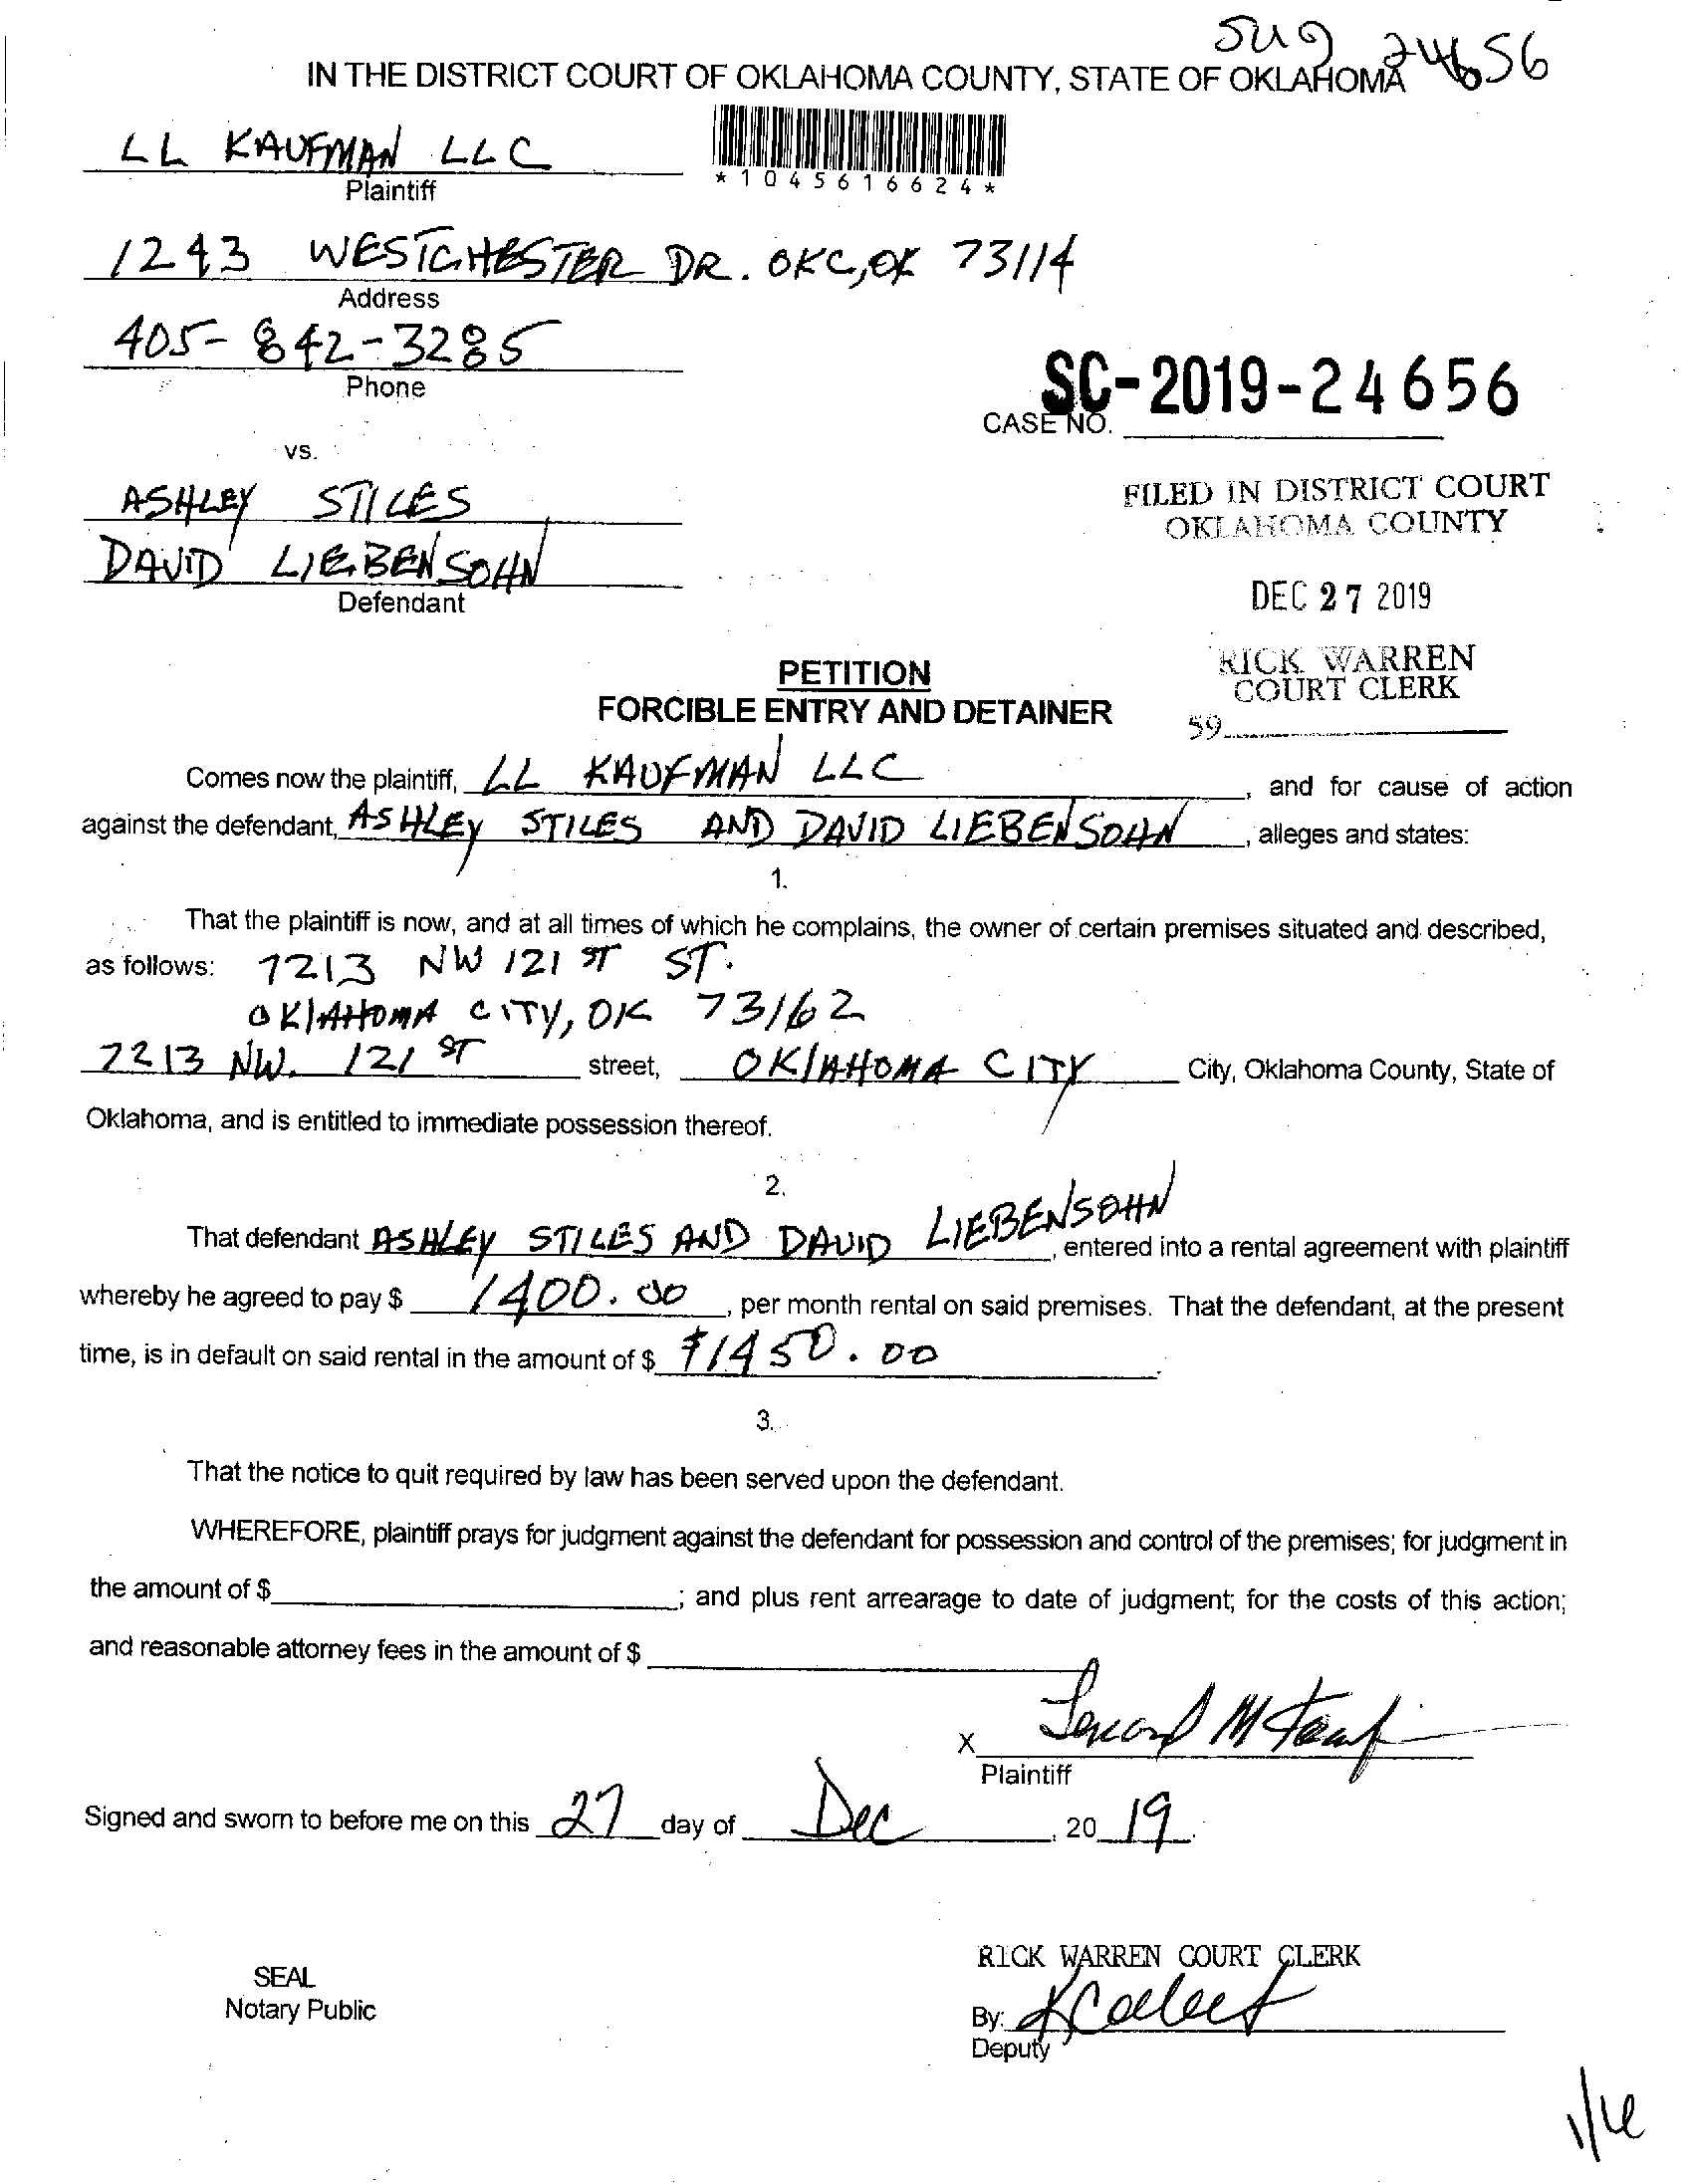 24656
IN THE DISTRICT COURT OF OKLAHOMA COUNTY, STATE OF OKLAHOMA
LL KAUFMAN LLC
*1045616624*
Plaintiff
1243 WESTCHESTER DR. OKC, OK 73114
Address
405-842-3285
Phone
SC-2019-24656
CASE NO.
vs.
ASHLEY STILES
DAVID LIEBENSOHN
Defendant
FILED IN DISTRICT COURT
OKLAHOMA COUNTY
DEC 27 2019
RICK WARREN
COURT CLERK
59
PETITION
FORCIBLE ENTRY AND DETAINER
Comes now the plaintiff, LL KAUFMAN LLC, and for cause of action
against the defendant, ASHLEY STILES AND DAVID LIEBENSOHN, alleges and states:
1.
That the plaintiff is now, and at all times of which he complains, the owner of certain premises situated and described,
as follows: 7213 NW 121 ST ST.
OKLAHOMA CITY, OK 73162
7213 NW. 121 ST street, OKLAHOMA CITY City, Oklahoma County, State of
Oklahoma, and is entitled to immediate possession thereof.
2.
That defendant ASHLEY STILES AND DAVID LIEBENSOHN, entered into a rental agreement with plaintiff
whereby he agreed to pay $ 1400.00, per month rental on said premises. That the defendant, at the present
time, is in default on said rental in the amount of $ $1450.00.
3.
That the notice to quit required by law has been served upon the defendant.
WHEREFORE, plaintiff prays for judgment against the defendant for possession and control of the premises; for judgment in
the amount of $; and plus rent arrearage to date of judgment; for the costs of this action;
and reasonable attorney fees in the amount of $
X
Plaintiff
Signed and sworn to before me on this 27 day of Dec, 20 19.
SEAL
Notary Public
RICK WARREN COURT CLERK
By:
Deputy